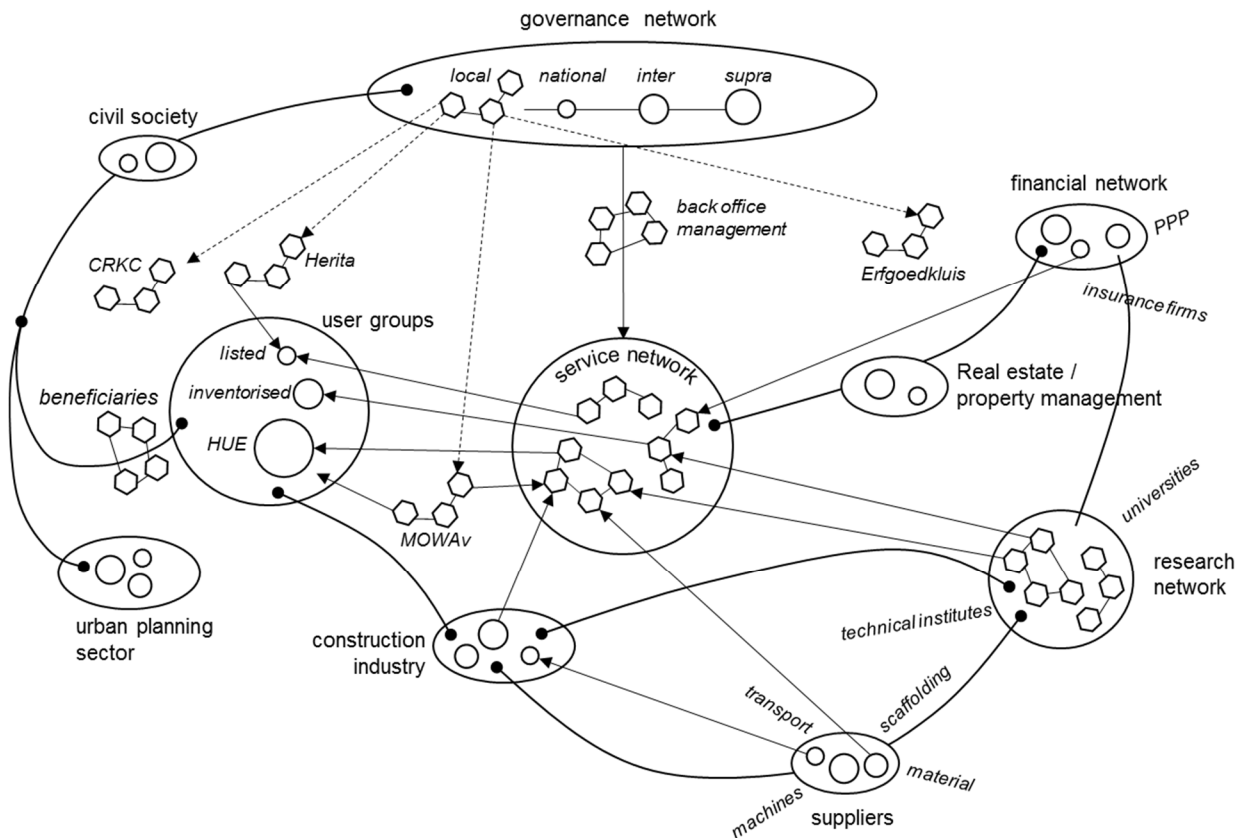 governance network
local
national
inter
supra
civil society
financial network
PPP
back office
management
CRKC
Herita
Erfgoedkluis
insurance firms
user groups
listed
service network
inventorised
Real estate /
property management
beneficiaries
HUE
universities
MOWAv
research
network
technical institutes
urban planning
sector
construction
industry
scaffolding
transport
material
machines
suppliers